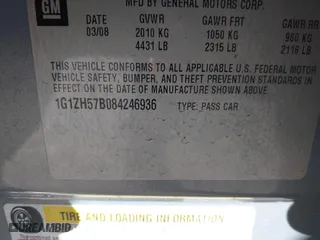 GM
MFD BY GENERAL MOTORS CORP.
DATE GVWR GAWR FRT GAWR RR
03/08 2010 KG 1050 KG 960 KG
4431 LB 2315 LB 2116 LB
THIS VEHICLE CONFORMS TO ALL APPLICABLE U.S. FEDERAL MOTOR
VEHICLE SAFETY, BUMPER, AND THEFT PREVENTION STANDARDS
IN EFFECT ON THE DATE OF MANUFACTURE SHOWN ABOVE.
1G1ZH57B084246936 TYPE: PASS CAR
TIRE AND LOADING INFORMATION
DREAMBID